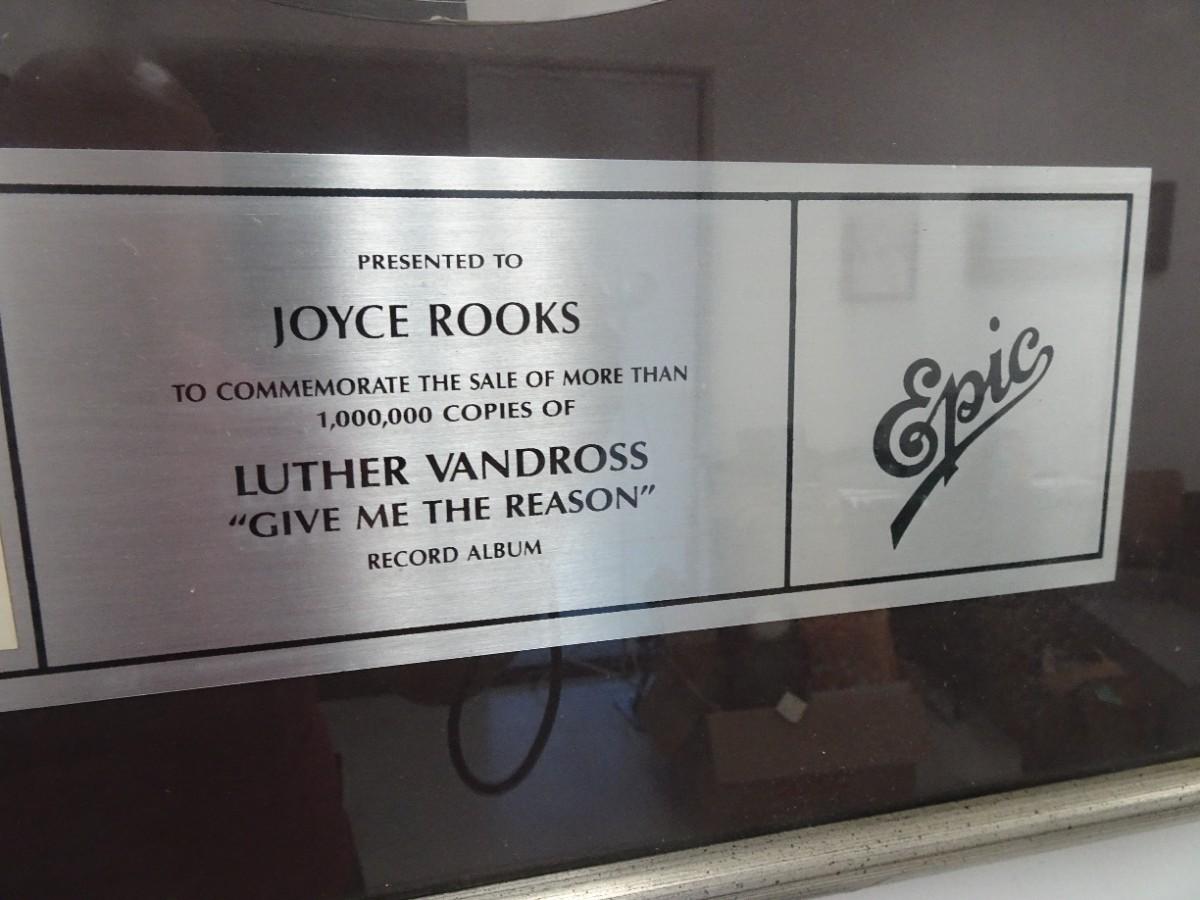 PRESENTED TO
JOYCE ROOKS
TO COMMEMORATE THE SALE OF MORE THAN
1,000,000 COPIES OF
LUTHER VANDROSS
“GIVE ME THE REASON”
RECORD ALBUM
Epic